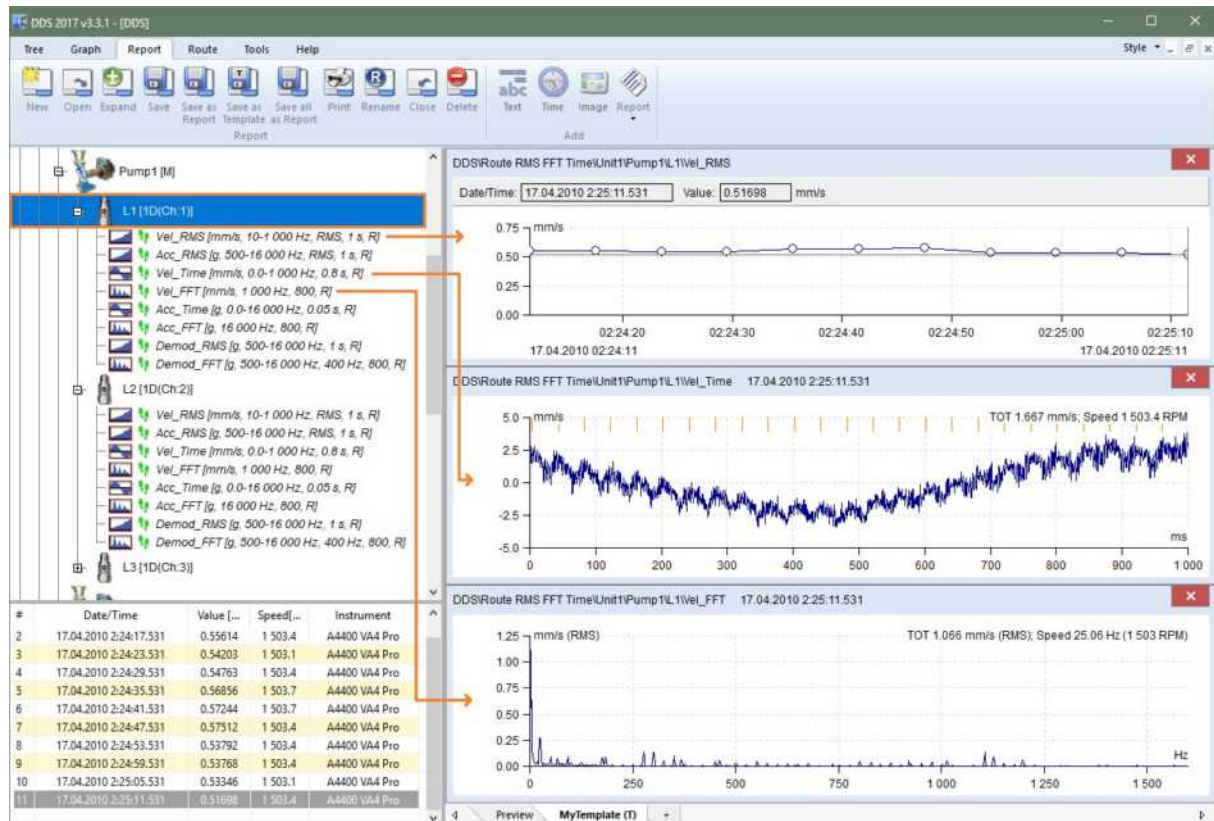 DDS 2017 v3.3.1 - [DDS]
Tree Graph Report Route Tools Help Style
New Open Expand Save Save as Report Save as Template Save all as Report Print Rename Close Delete abc Text Time Image Report
Report Add
Pump1 [M]
L1 [1D(Ch:1)]
Vel_RMS [mm/s, 10-1 000 Hz, RMS, 1 s, R]
Acc_RMS [g, 500-16 000 Hz, RMS, 1 s, R]
Vel_Time [mm/s, 0.0-1 000 Hz, 0.8 s, R]
Vel_FFT [mm/s, 1 000 Hz, 800, R]
Acc_Time [g, 0.0-16 000 Hz, 0.05 s, R]
Acc_FFT [g, 16 000 Hz, 800, R]
Demod_RMS [g, 500-16 000 Hz, 1 s, R]
Demod_FFT [g, 500-16 000 Hz, 400 Hz, 800, R]
L2 [1D(Ch:2)]
Vel_RMS [mm/s, 10-1 000 Hz, RMS, 1 s, R]
Acc_RMS [g, 500-16 000 Hz, RMS, 1 s, R]
Vel_Time [mm/s, 0.0-1 000 Hz, 0.8 s, R]
Vel_FFT [mm/s, 1 000 Hz, 800, R]
Acc_Time [g, 0.0-16 000 Hz, 0.05 s, R]
Acc_FFT [g, 16 000 Hz, 800, R]
Demod_RMS [g, 500-16 000 Hz, 1 s, R]
Demod_FFT [g, 500-16 000 Hz, 400 Hz, 800, R]
L3 [1D(Ch:3)]
# Date/Time Value [... Speed[... Instrument
2 17.04.2010 2:24:17.531 0.55614 1 503.4 A4400 VA4 Pro
3 17.04.2010 2:24:23.531 0.54203 1 503.1 A4400 VA4 Pro
4 17.04.2010 2:24:29.531 0.54763 1 503.4 A4400 VA4 Pro
5 17.04.2010 2:24:35.531 0.56856 1 503.7 A4400 VA4 Pro
6 17.04.2010 2:24:41.531 0.57244 1 503.7 A4400 VA4 Pro
7 17.04.2010 2:24:47.531 0.57512 1 503.4 A4400 VA4 Pro
8 17.04.2010 2:24:53.531 0.53792 1 503.4 A4400 VA4 Pro
9 17.04.2010 2:24:59.531 0.53768 1 503.4 A4400 VA4 Pro
10 17.04.2010 2:25:05.531 0.53346 1 503.1 A4400 VA4 Pro
11 17.04.2010 2:25:11.531 0.51698 1 503.4 A4400 VA4 Pro
DDS\Route RMS FFT Time\Unit1\Pump1\L1\Vel_RMS
Date/Time: 17.04.2010 2:25:11.531 Value: 0.51698 mm/s
0.75 mm/s
0.50
0.25
0.00
02:24:20 02:24:30 02:24:40 02:24:50 02:25:00 02:25:10
17.04.2010 02:24:11 17.04.2010 02:25:11
DDS\Route RMS FFT Time\Unit1\Pump1\L1\Vel_Time 17.04.2010 2:25:11.531
5.0 mm/s TOT 1.667 mm/s; Speed 1 503.4 RPM
2.5
0.0
-2.5
ms
-5.0
0 100 200 300 400 500 600 700 800 900 1 000
DDS\Route RMS FFT Time\Unit1\Pump1\L1\Vel_FFT 17.04.2010 2:25:11.531
1.25 mm/s (RMS) TOT 1.066 mm/s (RMS); Speed 25.06 Hz (1 503 RPM)
1.00
0.75
0.50
0.25
Hz
0.00
0 250 500 750 1 000 1 250 1 500
Preview MyTemplate (T) +